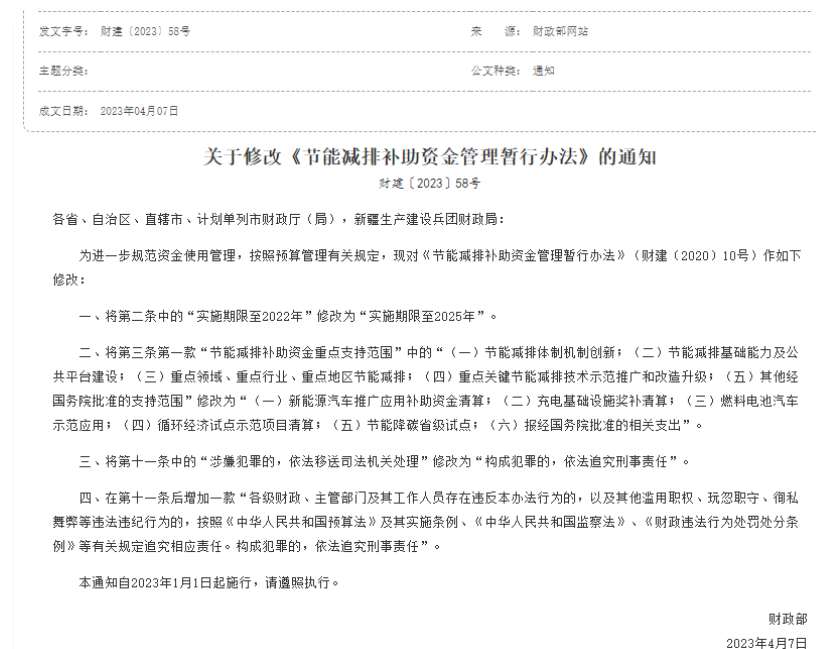 发文字号： 财建〔2023〕58号 来　　源： 财政部网站
主题分类： 公文种类： 通知
成文日期： 2023年04月07日
关于修改《节能减排补助资金管理暂行办法》的通知
财建〔2023〕58号
各省、自治区、直辖市、计划单列市财政厅（局），新疆生产建设兵团财政局：
为进一步规范资金使用管理，按照预算管理有关规定，现对《节能减排补助资金管理暂行办法》（财建〔2020〕10号）作如下
修改：
一、将第二条中的“实施期限至2022年”修改为“实施期限至2025年”。
二、将第三条第一款“节能减排补助资金重点支持范围”中的“（一）节能减排体制机制创新；（二）节能减排基础能力及公
共平台建设；（三）重点领域、重点行业、重点地区节能减排；（四）重点关键节能减排技术示范推广和改造升级；（五）其他经
国务院批准的支持范围”修改为“（一）新能源汽车推广应用补助资金清算；（二）充电基础设施奖补清算；（三）燃料电池汽车
示范应用；（四）循环经济试点示范项目清算；（五）节能降碳省级试点；（六）报经国务院批准的相关支出”。
三、将第十一条中的“涉嫌犯罪的，依法移送司法机关处理”修改为“构成犯罪的，依法追究刑事责任”。
四、在第十一条后增加一款“各级财政、主管部门及其工作人员存在违反本办法行为的，以及其他滥用职权、玩忽职守、徇私
舞弊等违法违纪行为的，按照《中华人民共和国预算法》及其实施条例、《中华人民共和国监察法》、《财政违法行为处罚处分条
例》等有关规定追究相应责任。构成犯罪的，依法追究刑事责任”。
本通知自2023年1月1日起施行，请遵照执行。
财政部
2023年4月7日